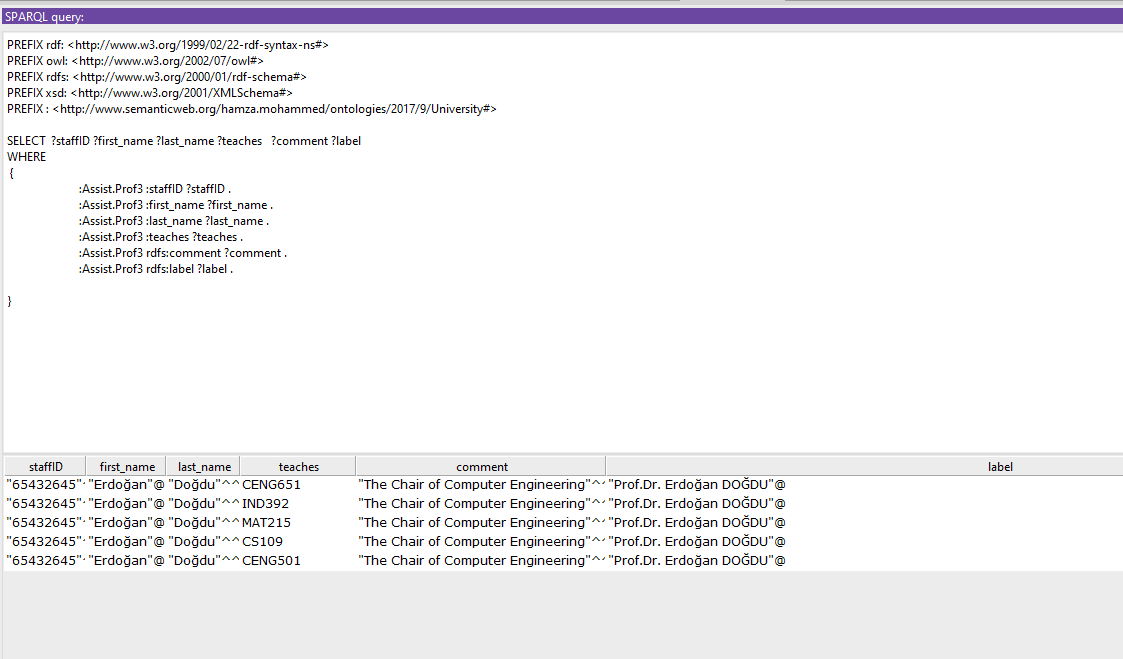 SPARQL query:
PREFIX rdf: <http://www.w3.org/1999/02/22-rdf-syntax-ns#>
PREFIX owl: <http://www.w3.org/2002/07/owl#>
PREFIX rdfs: <http://www.w3.org/2000/01/rdf-schema#>
PREFIX xsd: <http://www.w3.org/2001/XMLSchema#>
PREFIX : <http://www.semanticweb.org/hamza.mohammed/ontologies/2017/9/University#>
SELECT ?staffID ?first_name ?last_name ?teaches ?comment ?label
WHERE
{
:Assist.Prof3 :staffID ?staffID .
:Assist.Prof3 :first_name ?first_name .
:Assist.Prof3 :last_name ?last_name .
:Assist.Prof3 :teaches ?teaches .
:Assist.Prof3 rdfs:comment ?comment .
:Assist.Prof3 rdfs:label ?label .
}
staffID first_name last_name teaches comment label
"65432645"^ "Erdoğan"@ "Doğdu"^^ CENG651 "The Chair of Computer Engineering"^^ "Prof.Dr. Erdoğan DOĞDU"@
"65432645"^ "Erdoğan"@ "Doğdu"^^ IND392 "The Chair of Computer Engineering"^^ "Prof.Dr. Erdoğan DOĞDU"@
"65432645"^ "Erdoğan"@ "Doğdu"^^ MAT215 "The Chair of Computer Engineering"^^ "Prof.Dr. Erdoğan DOĞDU"@
"65432645"^ "Erdoğan"@ "Doğdu"^^ CS109 "The Chair of Computer Engineering"^^ "Prof.Dr. Erdoğan DOĞDU"@
"65432645"^ "Erdoğan"@ "Doğdu"^^ CENG501 "The Chair of Computer Engineering"^^ "Prof.Dr. Erdoğan DOĞDU"@